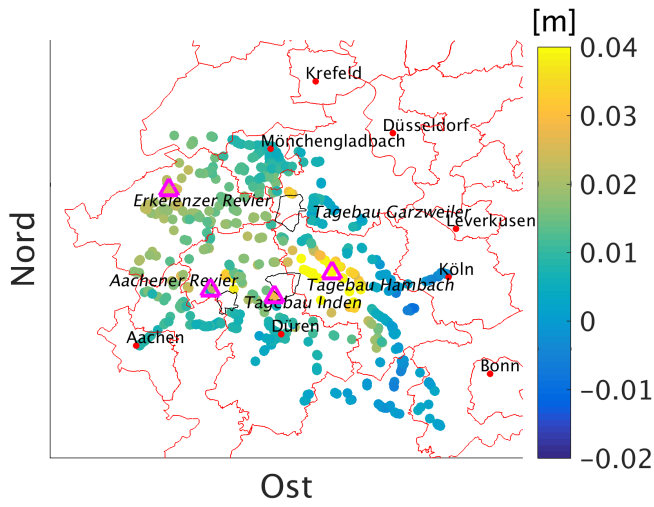 [m]
Krefeld
Düsseldorf
Mönchengladbach
Erkelenzer Revier
Tagebau Garzweiler
Leverkusen
Köln
Aachener Revier
Tagebau Hambach
Tagebau Inden
Düren
Aachen
Bonn
Nord
Ost
0.04
0.03
0.02
0.01
0
−0.01
−0.02